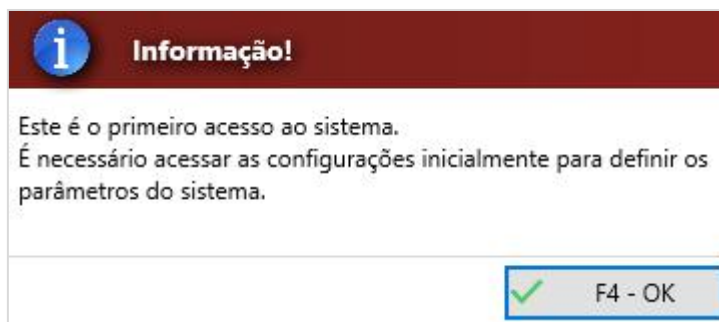 Informação!
Este é o primeiro acesso ao sistema.
É necessário acessar as configurações inicialmente para definir os
parâmetros do sistema.
F4 - OK